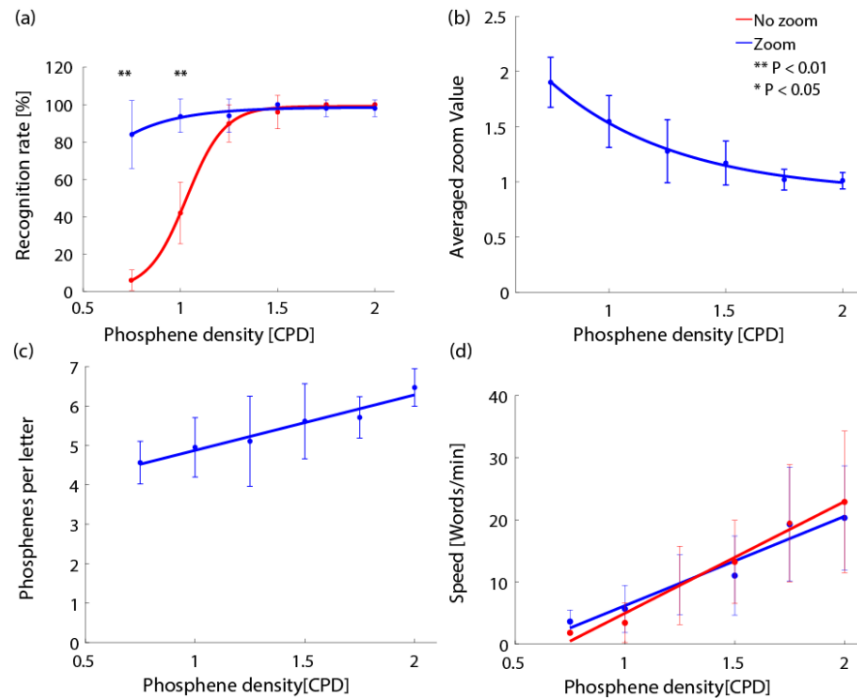 (a)
**
**
Recognition rate [%]
120
100
80
60
40
20
0
0.5
1
1.5
2
Phosphene density [CPD]
(b)
No zoom
Zoom
** P < 0.01
* P < 0.05
Averaged zoom Value
2.5
2
1.5
1
0.5
0
1
1.5
2
Phosphene density [CPD]
(c)
Phosphenes per letter
7
6
5
4
3
2
1
0
0.5
1
1.5
2
Phosphene density[CPD]
(d)
Speed [Words/min]
40
30
20
10
0
0.5
1
1.5
2
Phosphene density[CPD]